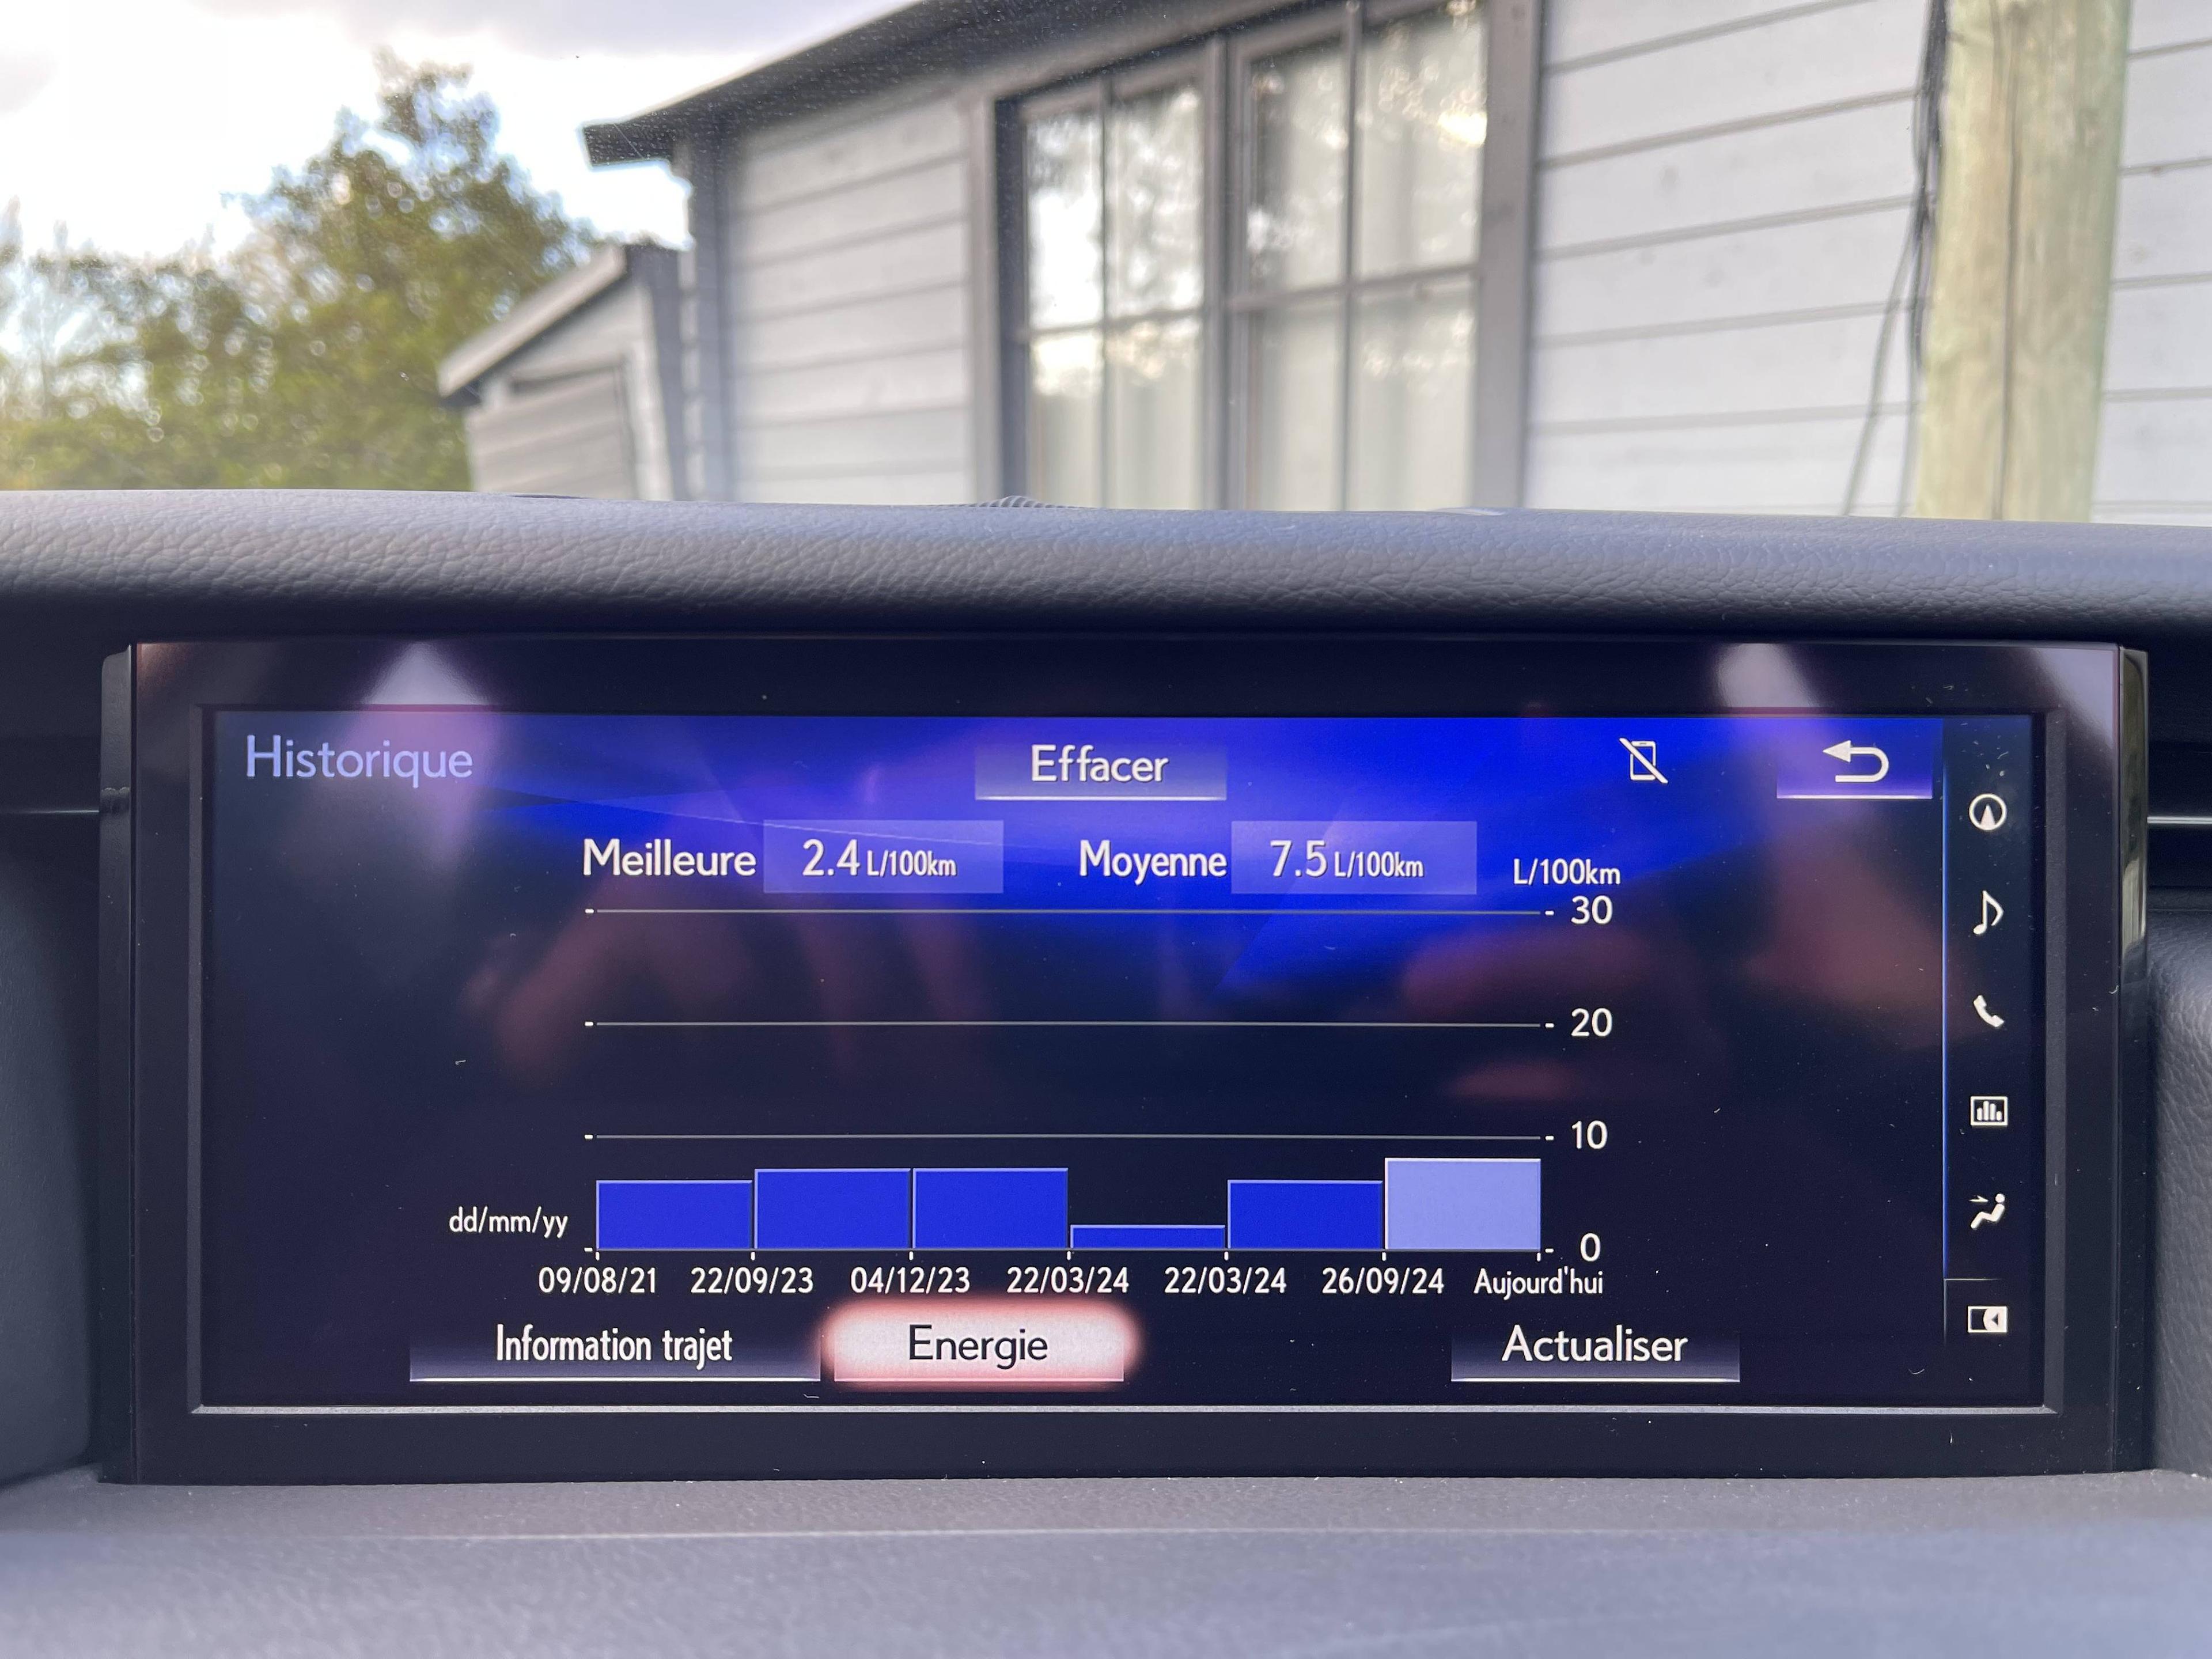 Historique
Effacer
Meilleure 2.4 L/100km Moyenne 7.5 L/100km L/100km
30
20
10
dd/mm/yy
0
09/08/21 22/09/23 04/12/23 22/03/24 22/03/24 26/09/24 Aujourd'hui
Information trajet Energie Actualiser